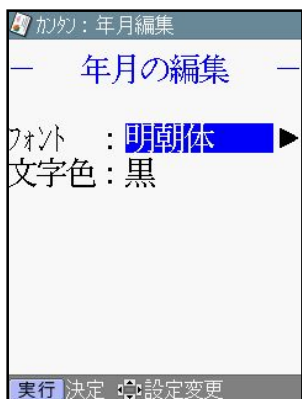 カンタン：年月編集
－ 年月の編集 －
フォント ：明朝体 ▶
文字色：黒
実行 決定 設定変更